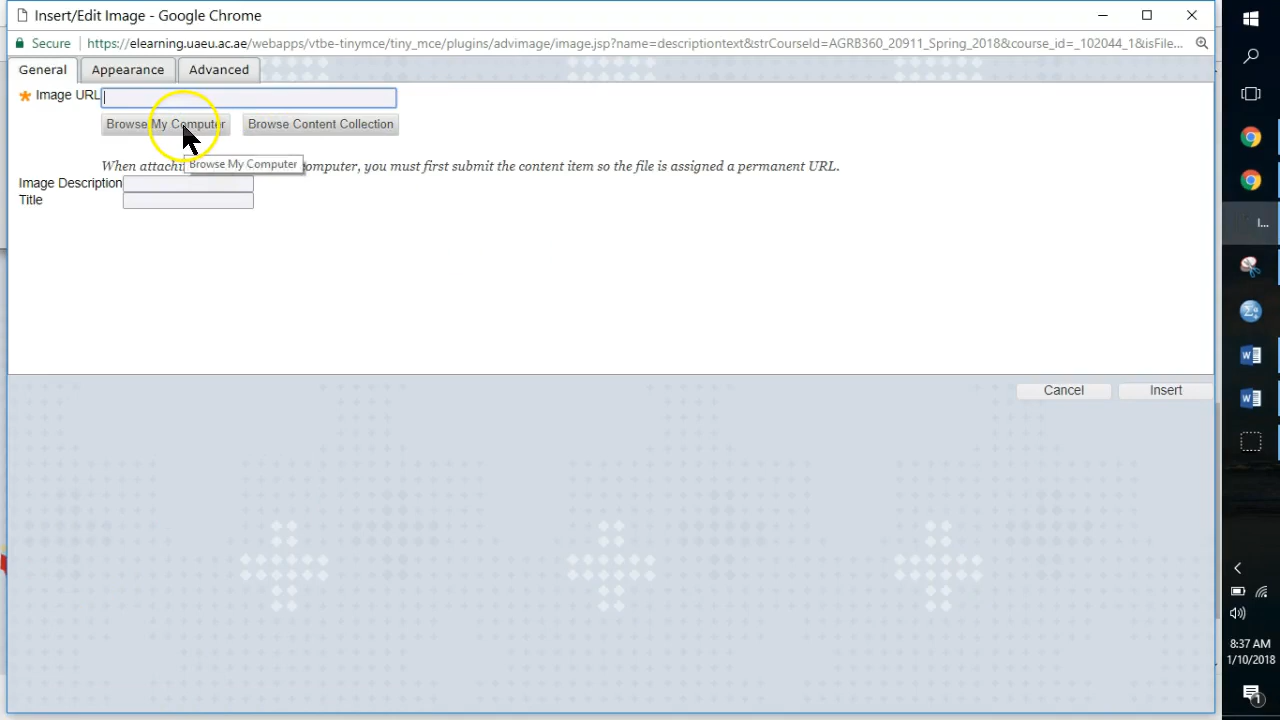 Insert/Edit Image - Google Chrome
Secure https://elearning.uaeu.ac.ae/webapps/vtbe-tinymce/tiny_mce/plugins/advimage/image.jsp?name=descriptiontext&strCourseId=AGRB360_20911_Spring_2018&course_id=_102044_1&isFile...
General Appearance Advanced
Image URL
Browse My Computer Browse Content Collection
Browse My Computer
When computer, you must first submit the content item so the file is assigned a permanent URL.
Image Description
Title
Cancel Insert
I...
8:37 AM
1/10/2018
1